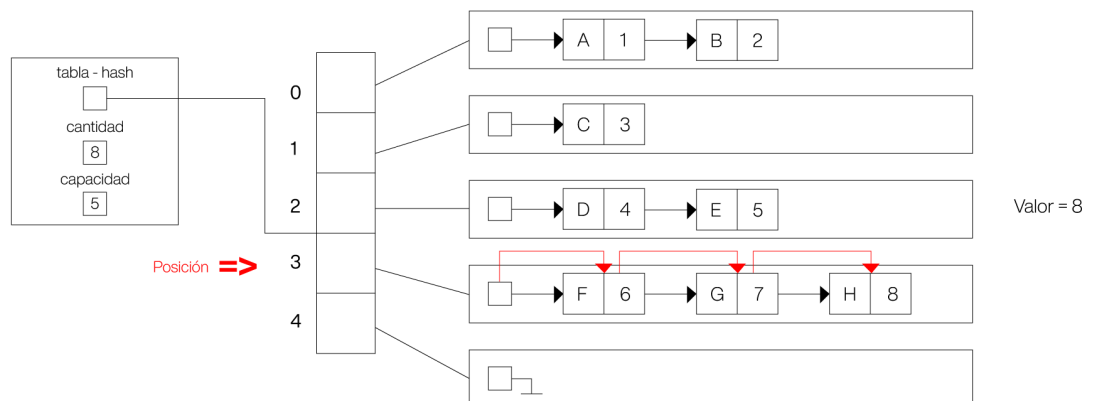 tabla - hash
cantidad
8
capacidad
5
0
1
2
3
4
Posición =>
A 1 B 2
C 3
D 4 E 5
F 6 G 7 H 8
Valor = 8